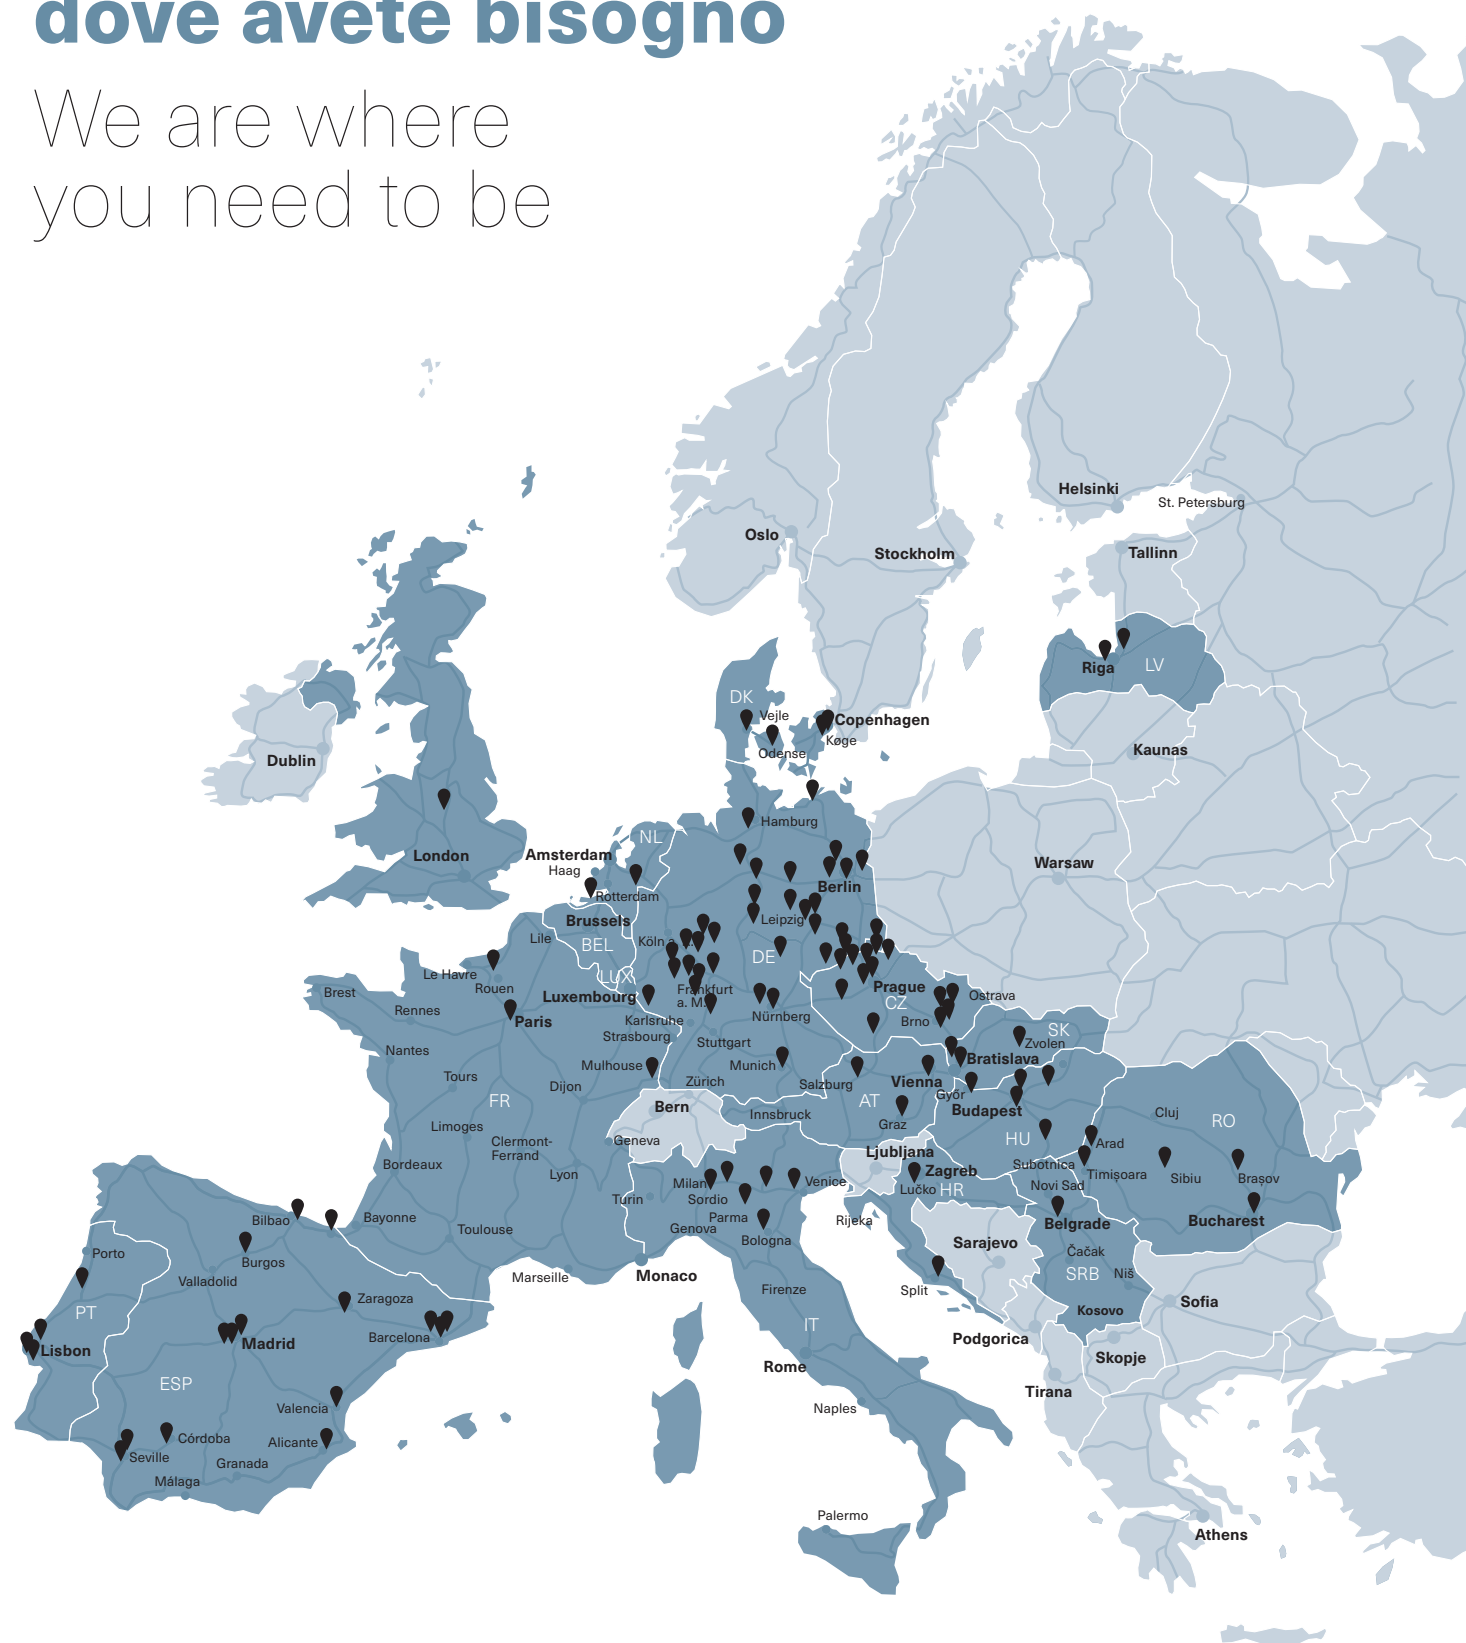 dove avete bisogno
We are where
you need to be
Helsinki
St. Petersburg
Oslo
Stockholm
Tallinn
Riga
LV
DK
Vejle
Copenhagen
Køge
Odense
Kaunas
Dublin
Hamburg
NL
London
Amsterdam
Haag
Rotterdam
Warsaw
Berlin
Brussels
Leipzig
Lile
BEL
Köln a.
DE
Le Havre
Rouen
LUX
Luxembourg
Frankfurt
a. M.
Prague
CZ
Ostrava
Brest
Rennes
Paris
Karlsruhe
Strasbourg
Nürnberg
Brno
SK
Zvolen
Nantes
Stuttgart
Mulhouse
Munich
Bratislava
Tours
Dijon
Zürich
Salzburg
Vienna
Győr
FR
Bern
Innsbruck
AT
Budapest
Cluj
RO
Limoges
Clermont-
Ferrand
Geneva
Graz
HU
Arad
Bordeaux
Lyon
Ljubljana
Zagreb
Subotnica
Timișoara
Sibiu
Brașov
Turin
Milan
Sordio
Venice
Lučko
HR
Novi Sad
Bilbao
Bayonne
Toulouse
Parma
Genova
Bologna
Rijeka
Belgrade
Bucharest
Porto
Burgos
Sarajevo
Čačak
Valladolid
Marseille
Monaco
SRB
Niš
PT
Zaragoza
Firenze
Split
Sofia
Kosovo
Lisbon
Madrid
Barcelona
IT
Podgorica
Skopje
Rome
ESP
Tirana
Valencia
Naples
Córdoba
Alicante
Seville
Granada
Málaga
Palermo
Athens